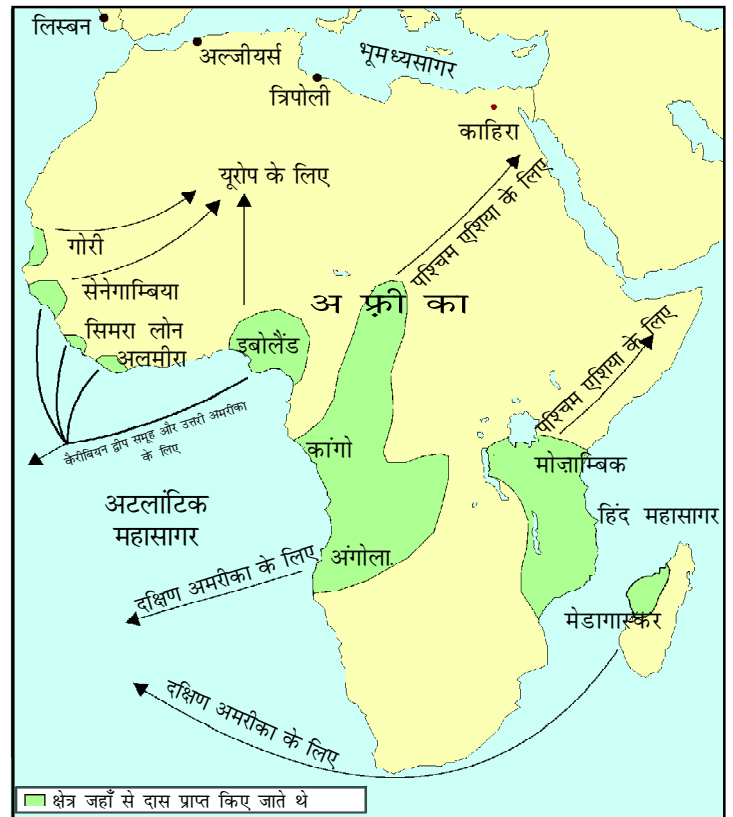 लिस्बन
अल्जीयर्स
भूमध्यसागर
त्रिपोली
काहिरा
यूरोप के लिए
पश्चिम एशिया के लिए
गोरी
सेनेगाम्बिया
अ फ़्री का
सिमरा लोन
अलमीरा
इबोलैंड
पश्चिम एशिया के लिए
कैरीबियन द्वीप समूह और उत्तरी अमरीका
के लिए
कांगो
मोज़ाम्बिक
अटलांटिक
महासागर
हिंद महासागर
अंगोला
दक्षिण अमरीका के लिए
मेडागास्कर
दक्षिण अमरीका के लिए
क्षेत्र जहाँ से दास प्राप्त किए जाते थे